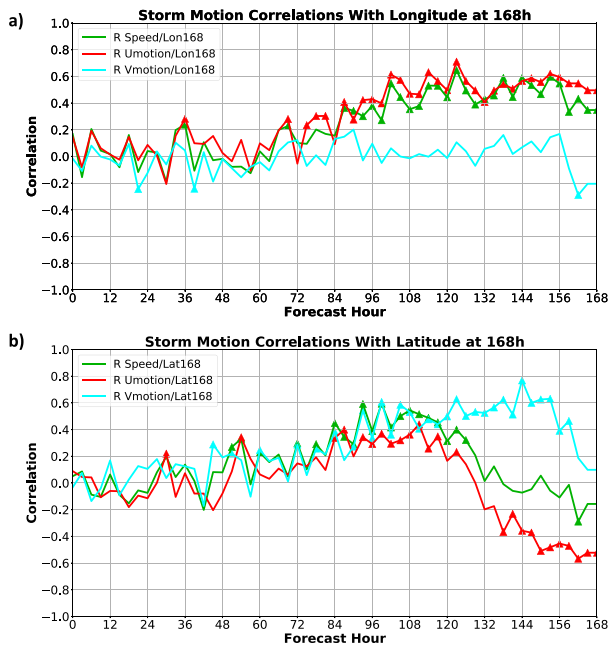 a)
Storm Motion Correlations With Longitude at 168h
R Speed/Lon168
R Umotion/Lon168
R Vmotion/Lon168
Correlation
1.0
0.8
0.6
0.4
0.2
0.0
−0.2
−0.4
−0.6
−0.8
−1.0
0 12 24 36 48 60 72 84 96 108 120 132 144 156 168
Forecast Hour
b)
Storm Motion Correlations With Latitude at 168h
R Speed/Lat168
R Umotion/Lat168
R Vmotion/Lat168
Correlation
1.0
0.8
0.6
0.4
0.2
0.0
−0.2
−0.4
−0.6
−0.8
−1.0
0 12 24 36 48 60 72 84 96 108 120 132 144 156 168
Forecast Hour